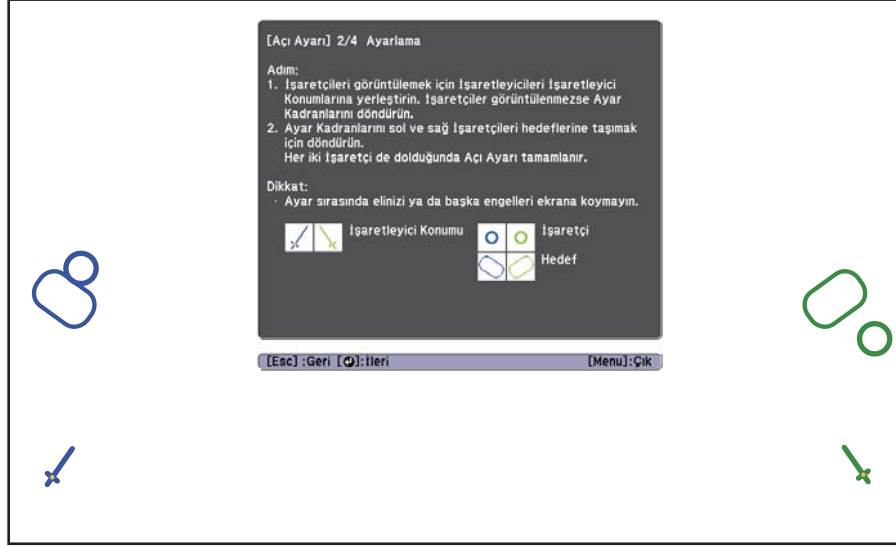 [Açı Ayarı] 2/4 Ayarlama
Adım:
1. İşaretçileri görüntülemek için İşaretleyicileri İşaretleyici
Konumlarına yerleştirin. İşaretçiler görüntülenmezse Ayar
Kadranlarını döndürün.
2. Ayar Kadranlarını sol ve sağ İşaretçileri hedeflerine taşımak
için döndürün.
Her iki İşaretçi de dolduğunda Açı Ayarı tamamlanır.
Dikkat:
· Ayar sırasında elinizi ya da başka engelleri ekrana koymayın.
İşaretleyici Konumu
İşaretçi
Hedef
[Esc] :Geri [⏎]:İleri [Menu]:Çık